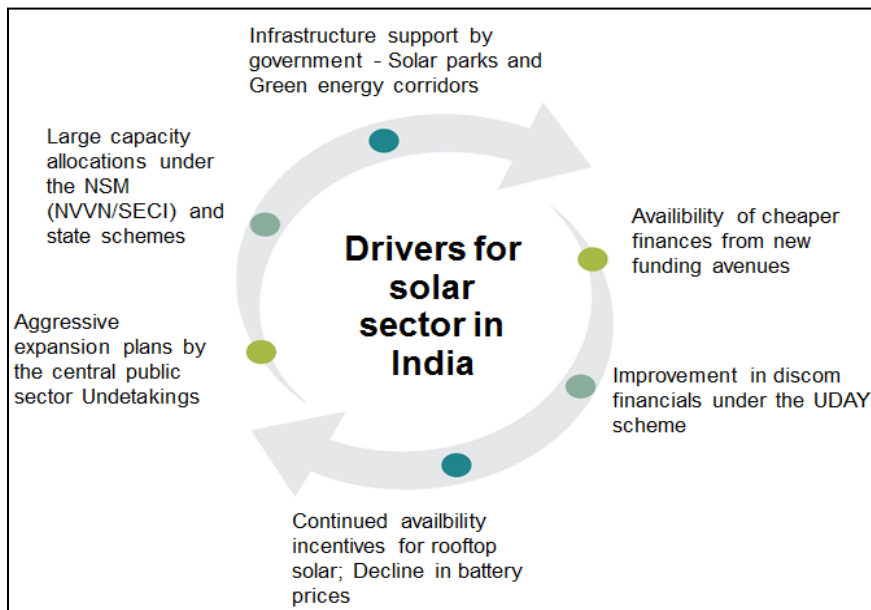 Infrastructure support by
government - Solar parks and
Green energy corridors
Large capacity
allocations under
the NSM
(NVVN/SECI) and
state schemes
Drivers for
solar
sector in
India
Availibility of cheaper
finances from new
funding avenues
Aggressive
expansion plans by
the central public
sector Undetakings
Improvement in discom
financials under the UDAY
scheme
Continued availbility
incentives for rooftop
solar; Decline in battery
prices